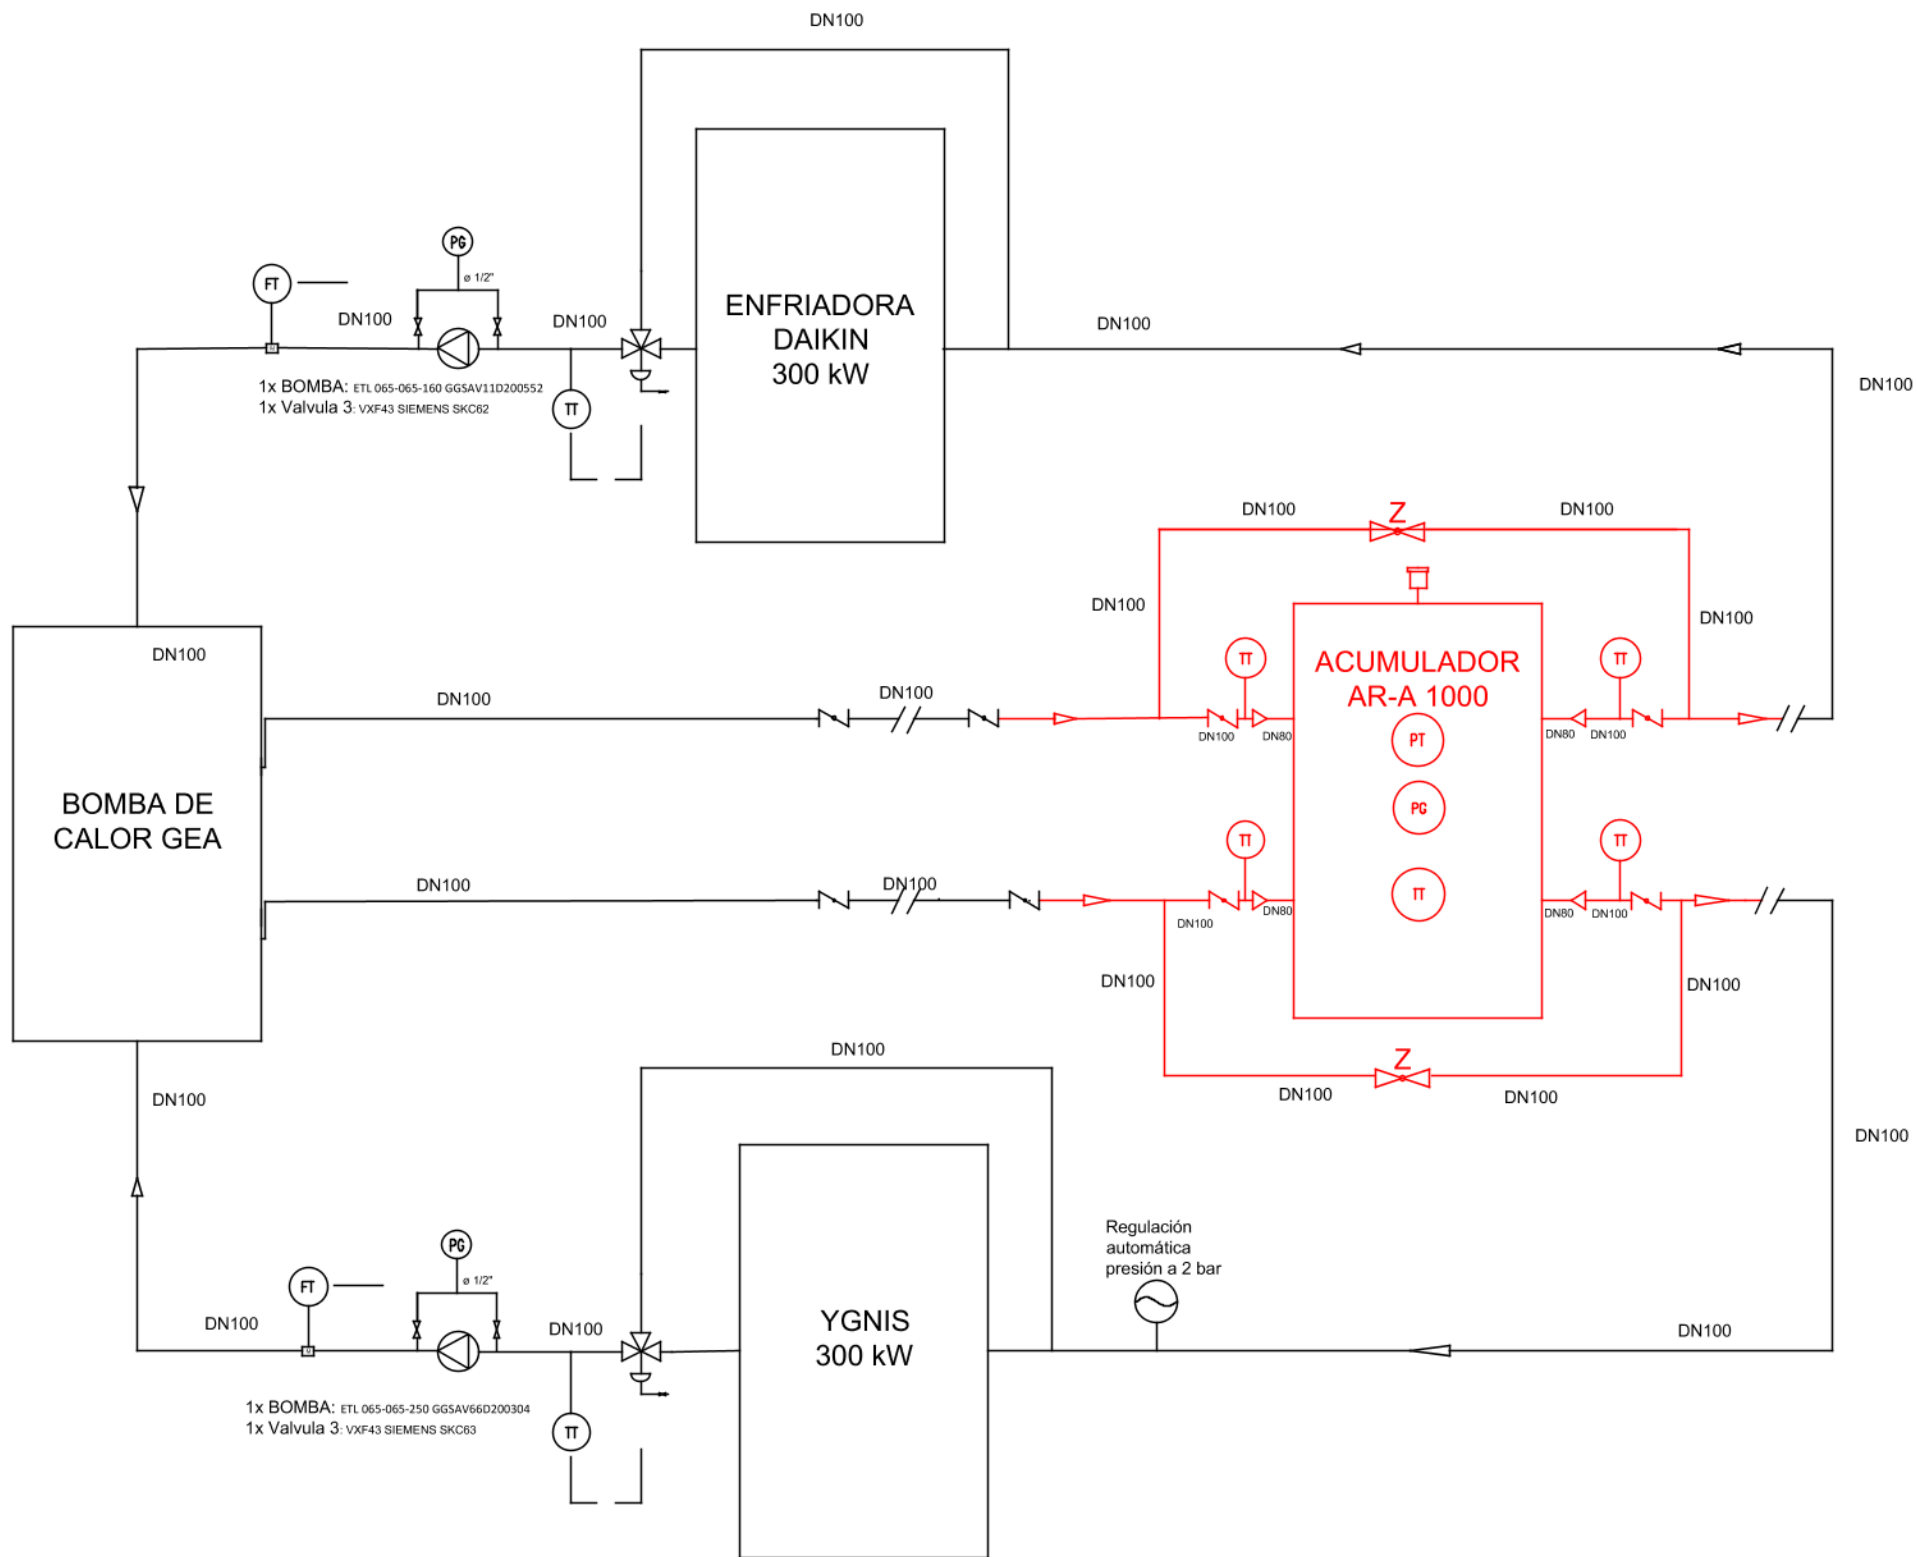 DN100
PG
ø 1/2"
FT
DN100
DN100
DN100
DN100
1x BOMBA: ETL 065-065-160 GGSAV11D200552
1x Valvula 3: VXF43 SIEMENS SKC62
TT
ENFRIADORA
DAIKIN
300 kW
DN100
Z
DN100
DN100
DN100
DN100
DN100
DN100
DN100
TT
TT
ACUMULADOR
AR-A 1000
DN100
DN80
DN80
DN100
PT
PG
TT
BOMBA DE
CALOR GEA
DN100
DN100
TT
TT
DN100
DN80
DN80
DN100
DN100
DN100
Z
DN100
DN100
DN100
DN100
DN100
DN100
Regulación
automática
presión a 2 bar
PG
ø 1/2"
FT
DN100
DN100
YGNIS
300 kW
1x BOMBA: ETL 065-065-250 GGSAV66D200304
1x Valvula 3: VXF43 SIEMENS SKC63
TT